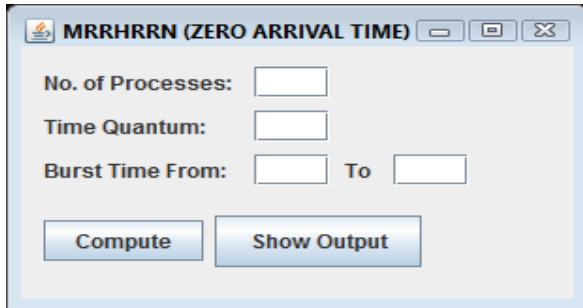 MRRHRRN (ZERO ARRIVAL TIME)
No. of Processes:
Time Quantum:
Burst Time From: To
Compute Show Output